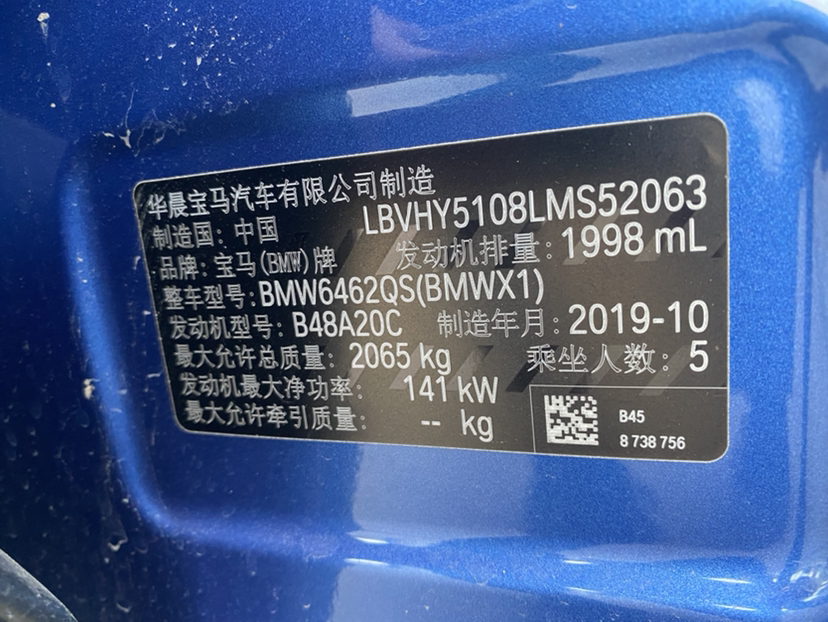 华晨宝马汽车有限公司制造
制造国：中国 LBVHY5108LMS52063
品牌：宝马(BMW)牌 发动机排量：1998 mL
整车型号：BMW6462QS(BMWX1)
发动机型号：B48A20C 制造年月：2019-10
最大允许总质量：2065 kg 乘坐人数：5
发动机最大净功率：141 kW
最大允许牵引质量：-- kg
B45
8 738 756